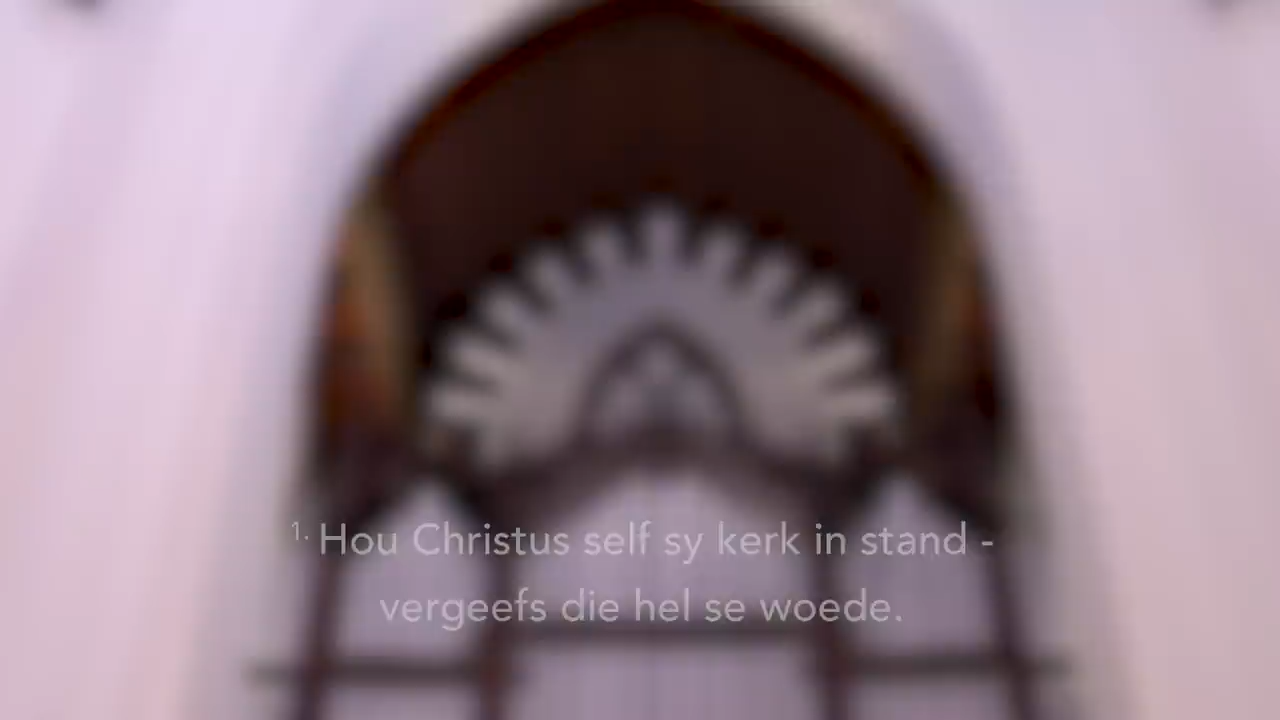 1. Hou Christus self sy kerk in stand -
vergeefs die hel se woede.